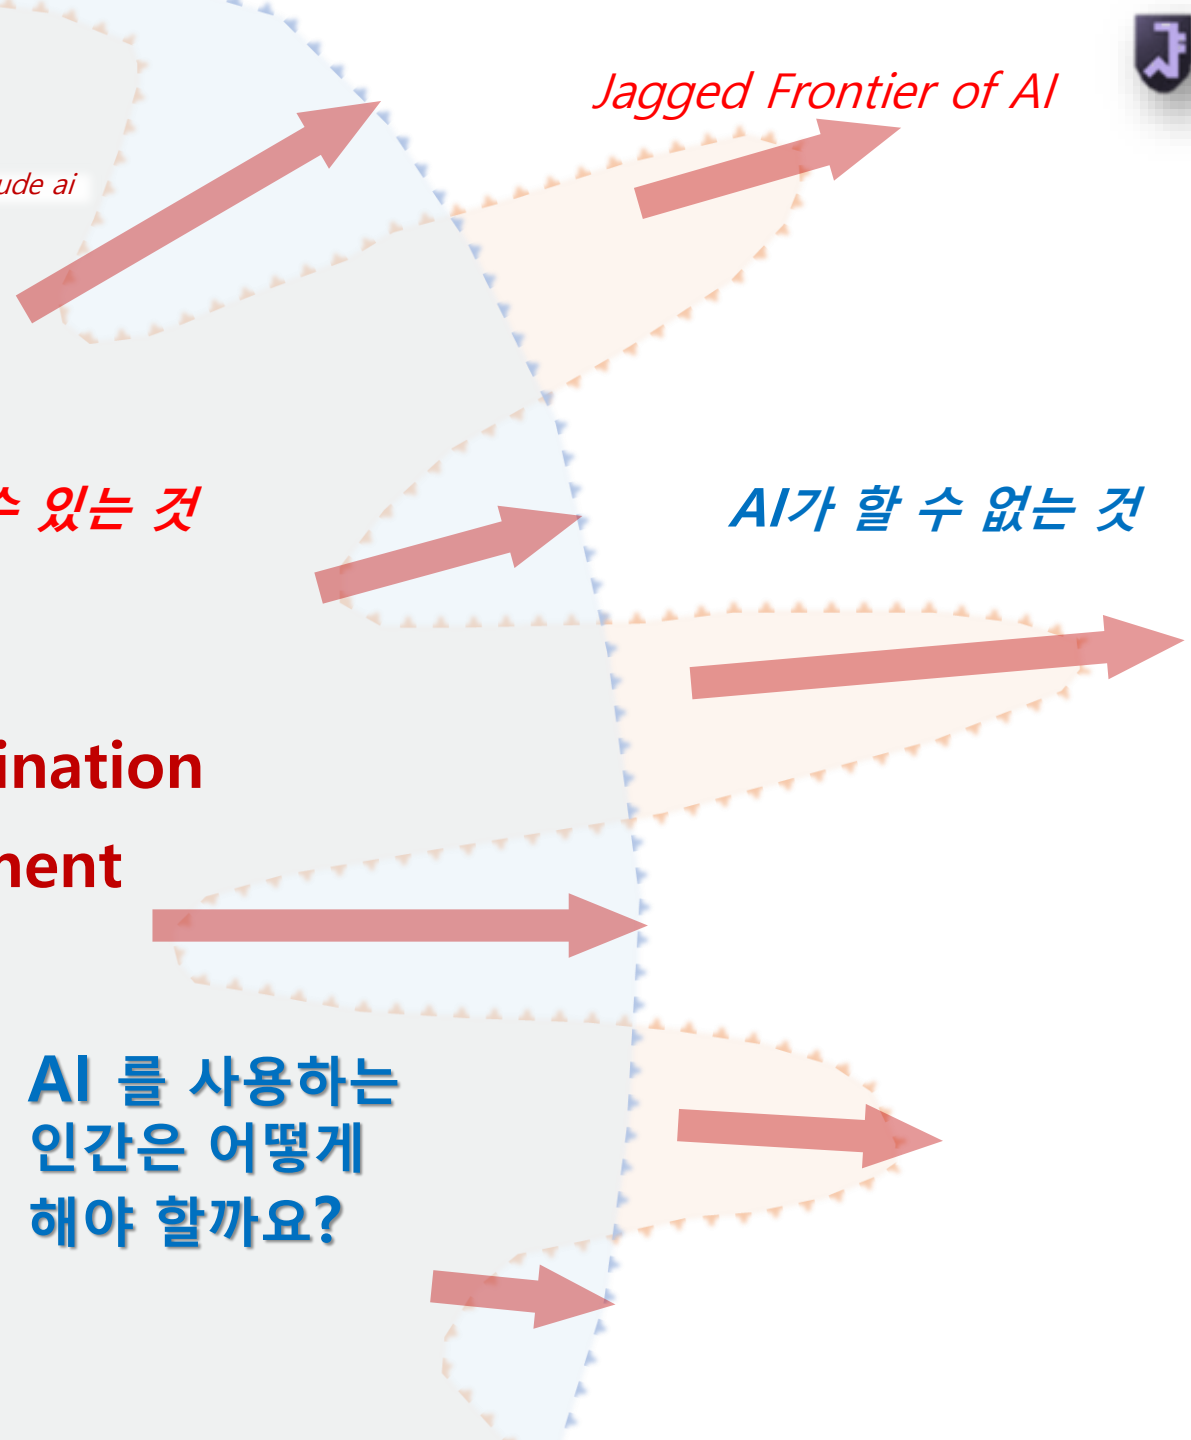 Jagged Frontier of AI
ude ai
수 있는 것
AI가 할 수 없는 것
ination
nent
AI 를 사용하는
인간은 어떻게
해야 할까요?